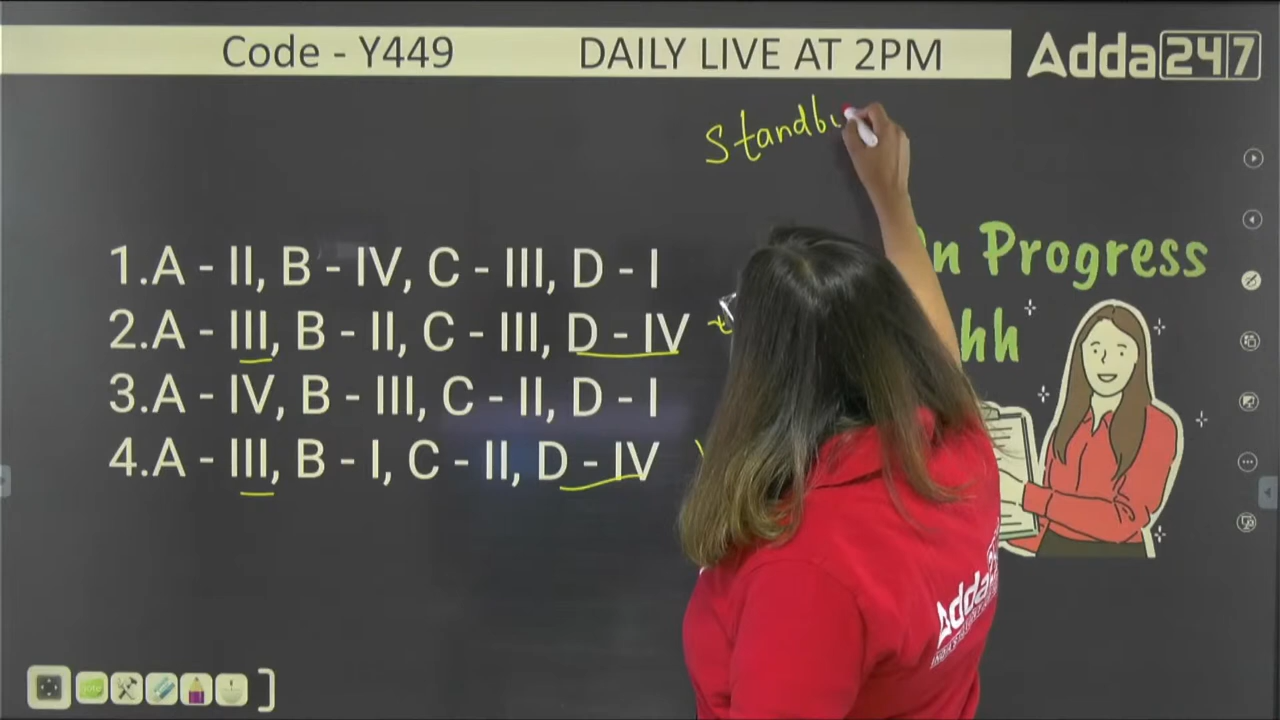 Code - Y449 DAILY LIVE AT 2PM Adda247
Progress
1.A - II, B - IV, C - III, D - I
2.A - III, B - II, C - III, D - IV
hh
3.A - IV, B - III, C - II, D - I
4.A - III, B - I, C - II, D - IV
Adda
goto